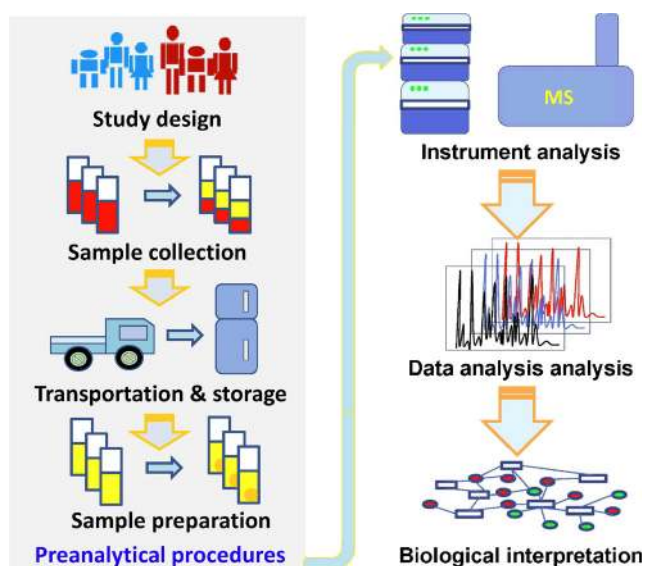 Study design
Sample collection
Transportation & storage
Sample preparation
Preanalytical procedures
MS
Instrument analysis
Data analysis analysis
Biological interpretation